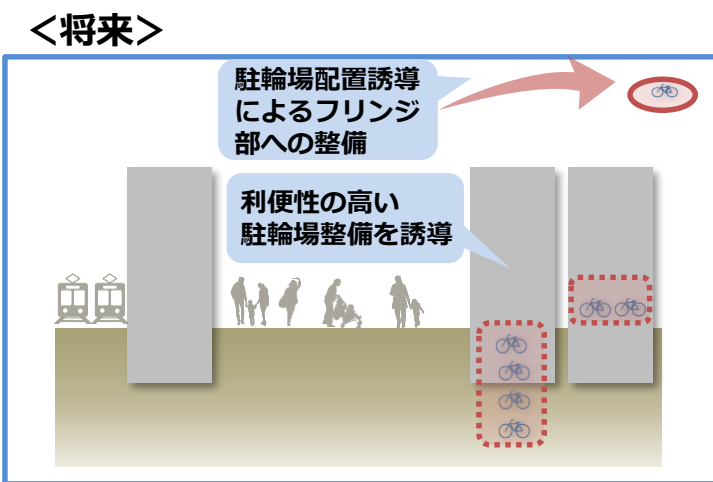 ＜将来＞
駐輪場配置誘導
によるフリンジ
部への整備
利便性の高い
駐輪場整備を誘導